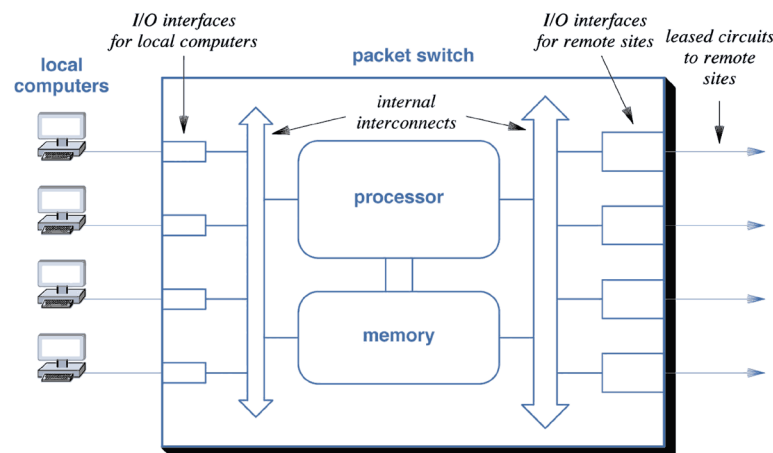 I/O interfaces
for local computers
I/O interfaces
for remote sites
leased circuits
to remote
sites
local
computers
packet switch
internal
interconnects
processor
memory